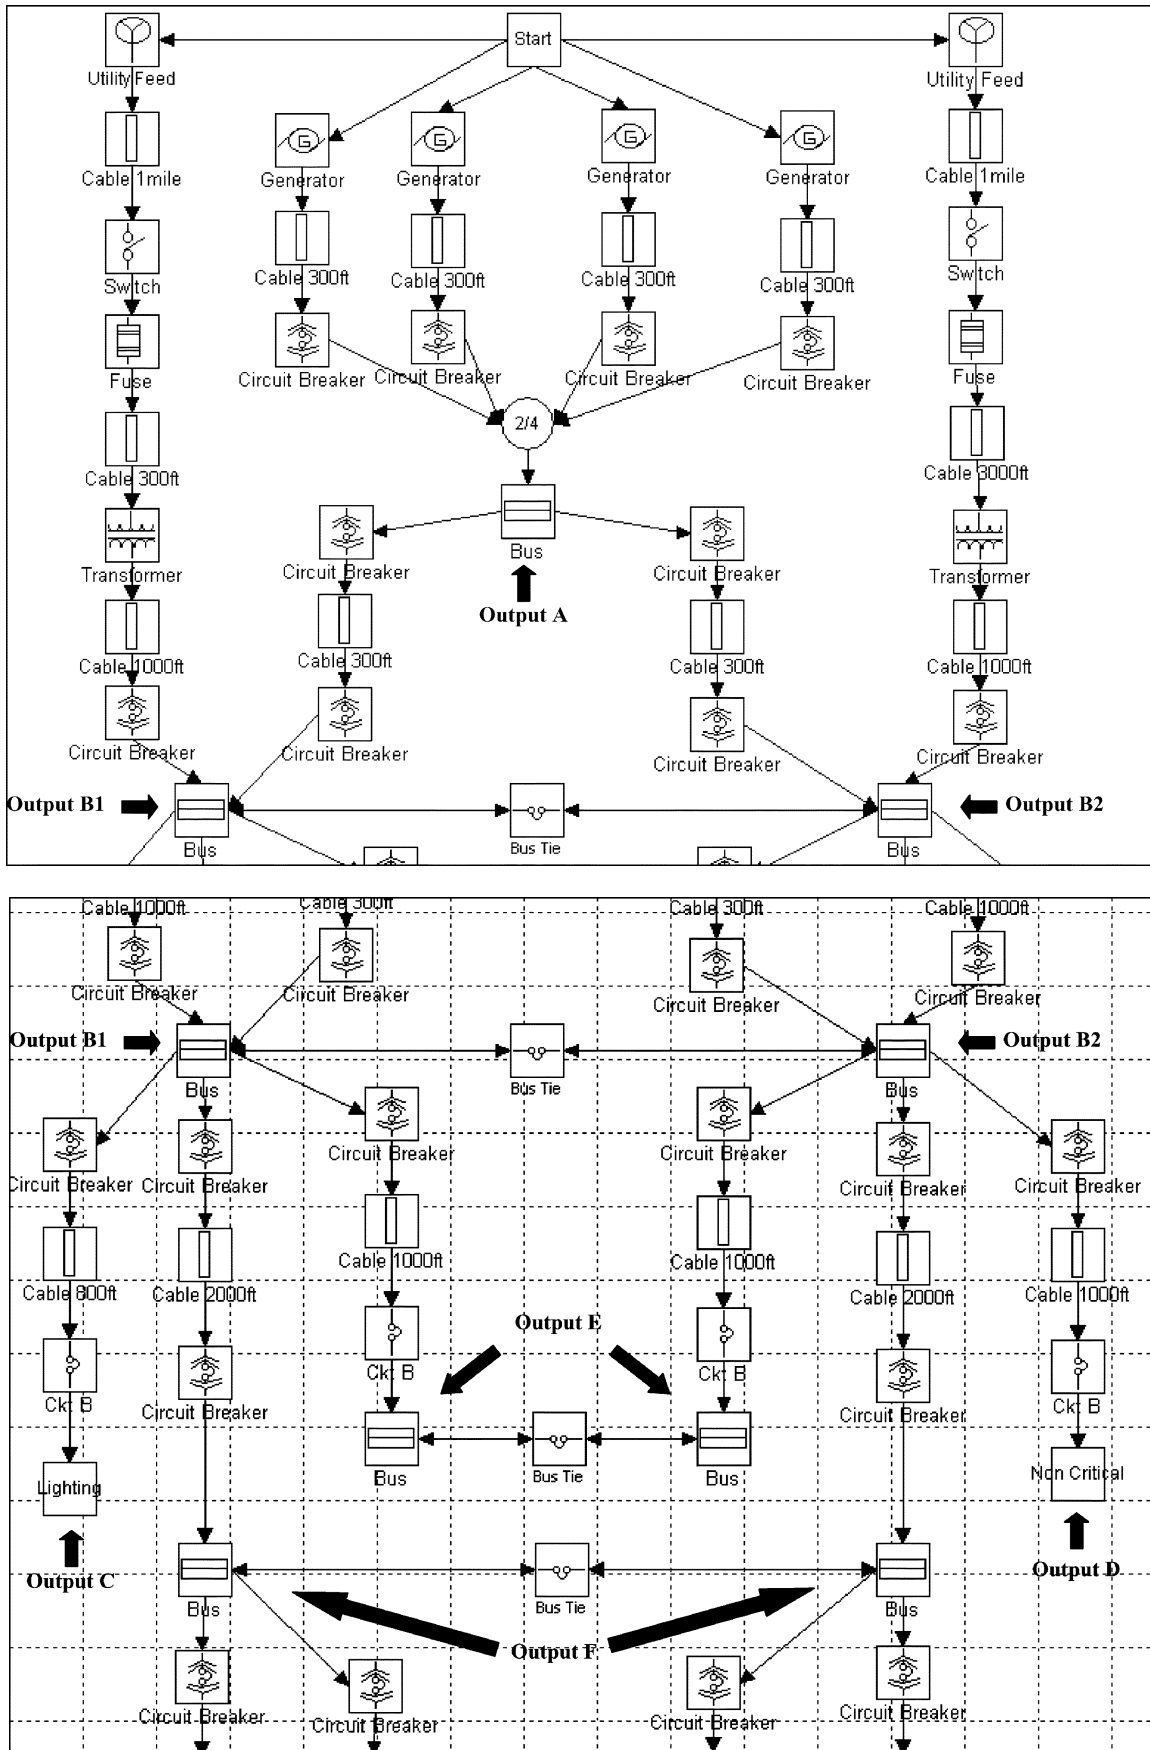 Start
Utility Feed
Utility Feed
G
G
G
G
Cable 1mile
Generator
Generator
Generator
Generator
Cable 1mile
Switch
Cable 300ft
Cable 300ft
Cable 300ft
Cable 300ft
Switch
Fuse
Circuit Breaker
Circuit Breaker
Circuit Breaker
Circuit Breaker
Fuse
2/4
Cable 300ft
Cable 3000ft
Bus
Transformer
Circuit Breaker
Circuit Breaker
Transformer
Output A
Cable 1000ft
Cable 300ft
Cable 300ft
Cable 1000ft
Circuit Breaker
Circuit Breaker
Circuit Breaker
Circuit Breaker
Output B1
Output B2
Bus
Bus Tie
Bus
Cable 1000ft
Cable 300ft
Cable 300ft
Cable 1000ft
Circuit Breaker
Circuit Breaker
Circuit Breaker
Circuit Breaker
Output B1
Output B2
Bus
Bus Tie
Bus
Circuit Breaker
Circuit Breaker
Circuit Breaker
Circuit Breaker
Circuit Breaker
Circuit Breaker
Cable 800ft
Cable 2000ft
Cable 1000ft
Cable 1000ft
Cable 2000ft
Cable 1000ft
Output E
Ckt B
Circuit Breaker
Ckt B
Ckt B
Circuit Breaker
Ckt B
Lighting
Bus
Bus Tie
Bus
Non Critical
Output C
Output D
Bus
Bus Tie
Bus
Output F
Circuit Breaker
Circuit Breaker
Circuit Breaker
Circuit Breaker